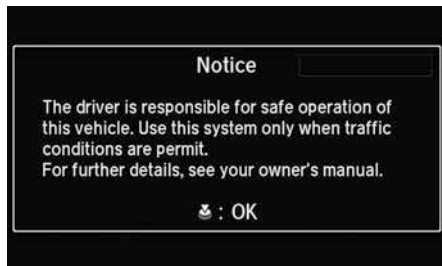 Notice
The driver is responsible for safe operation of
this vehicle. Use this system only when traffic
conditions are permit.
For further details, see your owner's manual.
: OK